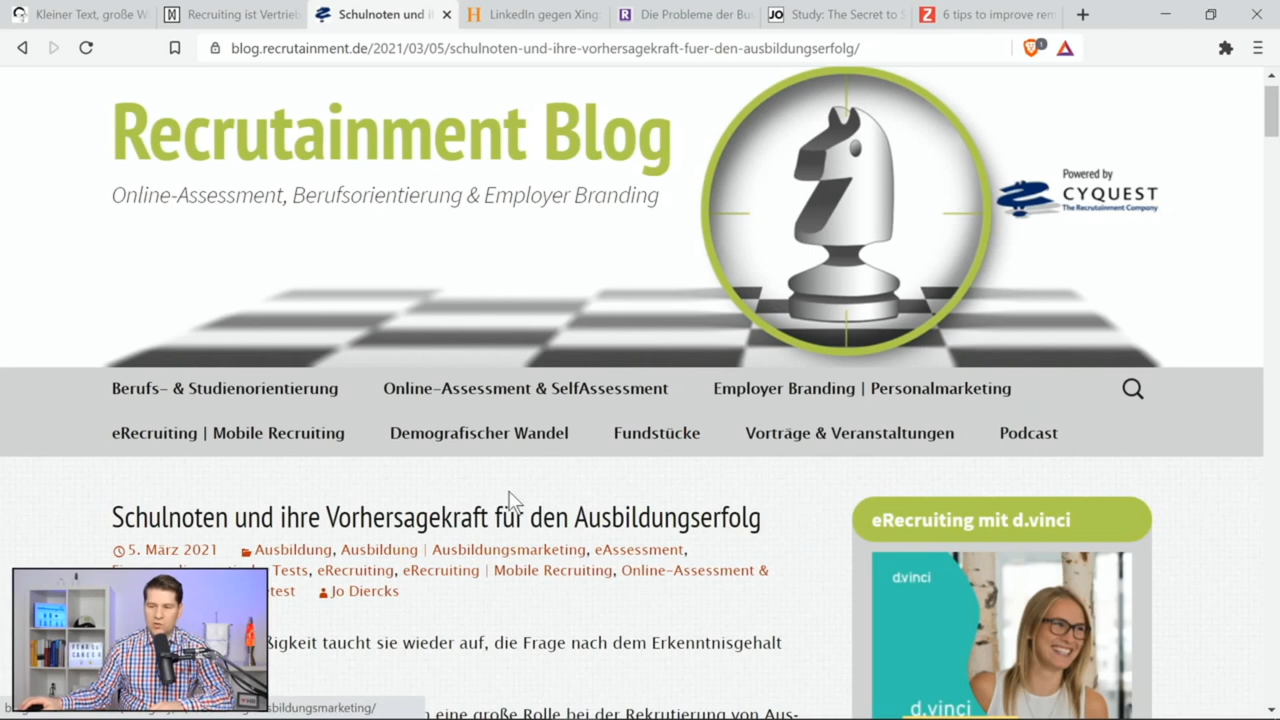 Kleiner Text, große W
Recruiting ist Vertrieb
Schulnoten und i
LinkedIn gegen Xing:
Die Probleme der Bu
Study: The Secret to S
6 tips to improve rem
blog.recrutainment.de/2021/03/05/schulnoten-und-ihre-vorhersagekraft-fuer-den-ausbildungserfolg/
1
Recrutainment Blog
Online-Assessment, Berufsorientierung & Employer Branding
Powered by
CYQUEST
The Recrutainment Company
Berufs- & Studienorientierung
Online-Assessment & SelfAssessment
Employer Branding | Personalmarketing
eRecruiting | Mobile Recruiting
Demografischer Wandel
Fundstücke
Vorträge & Veranstaltungen
Podcast
Schulnoten und ihre Vorhersagekraft für den Ausbildungserfolg
5. März 2021 Ausbildung, Ausbildung | Ausbildungsmarketing, eAssessment,
Tests, eRecruiting, eRecruiting | Mobile Recruiting, Online-Assessment &
test Jo Diercks
ßigkeit taucht sie wieder auf, die Frage nach dem Erkenntnisgehalt
eine große Rolle bei der Rekrutierung von Aus-
eRecruiting mit d.vinci
d.vinci
d.vinci
sbildungsmarketing/